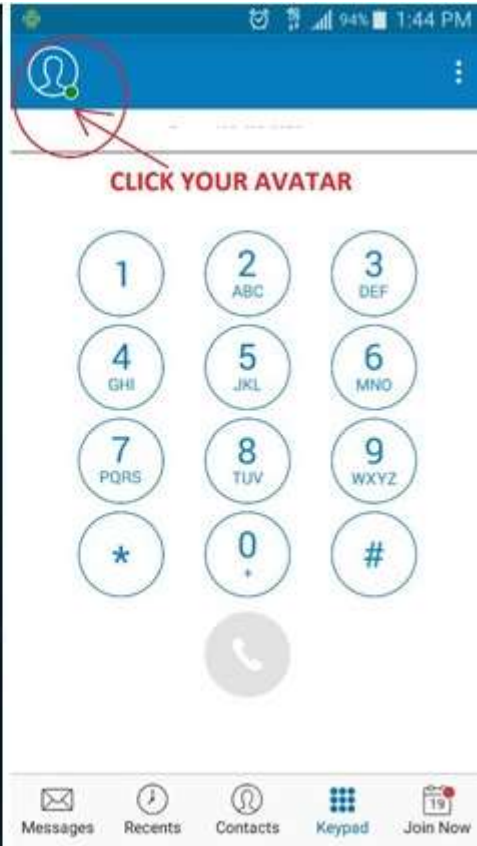 94% 1:44 PM
CLICK YOUR AVATAR
1
2
ABC
3
DEF
4
GHI
5
JKL
6
MNO
7
PQRS
8
TUV
9
WXYZ
*
0
+
#
19
Messages Recents Contacts Keypad Join Now